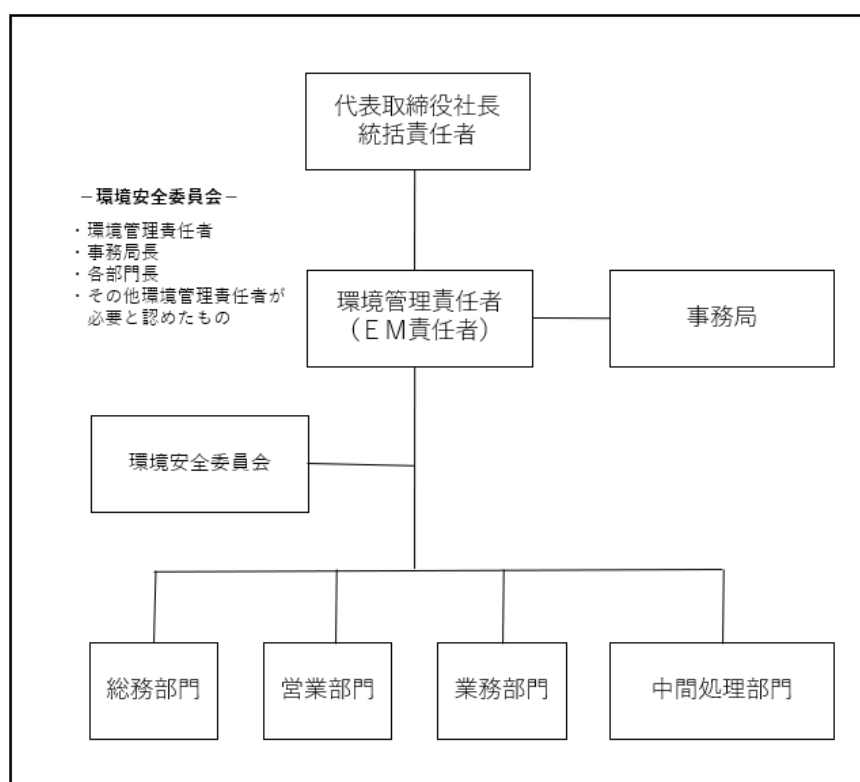 代表取締役社長
統括責任者
－環境安全委員会－
・環境管理責任者
・事務局長
・各部門長
・その他環境管理責任者が
必要と認めたもの
環境管理責任者
（ＥＭ責任者）
事務局
環境安全委員会
総務部門
営業部門
業務部門
中間処理部門